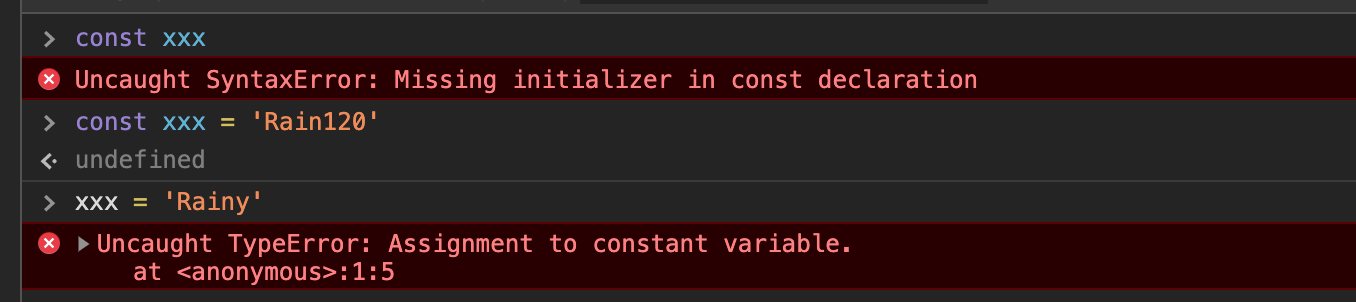 const xxx
Uncaught SyntaxError: Missing initializer in const declaration
const xxx = 'Rain120'
undefined
xxx = 'Rainy'
Uncaught TypeError: Assignment to constant variable.
at <anonymous>:1:5